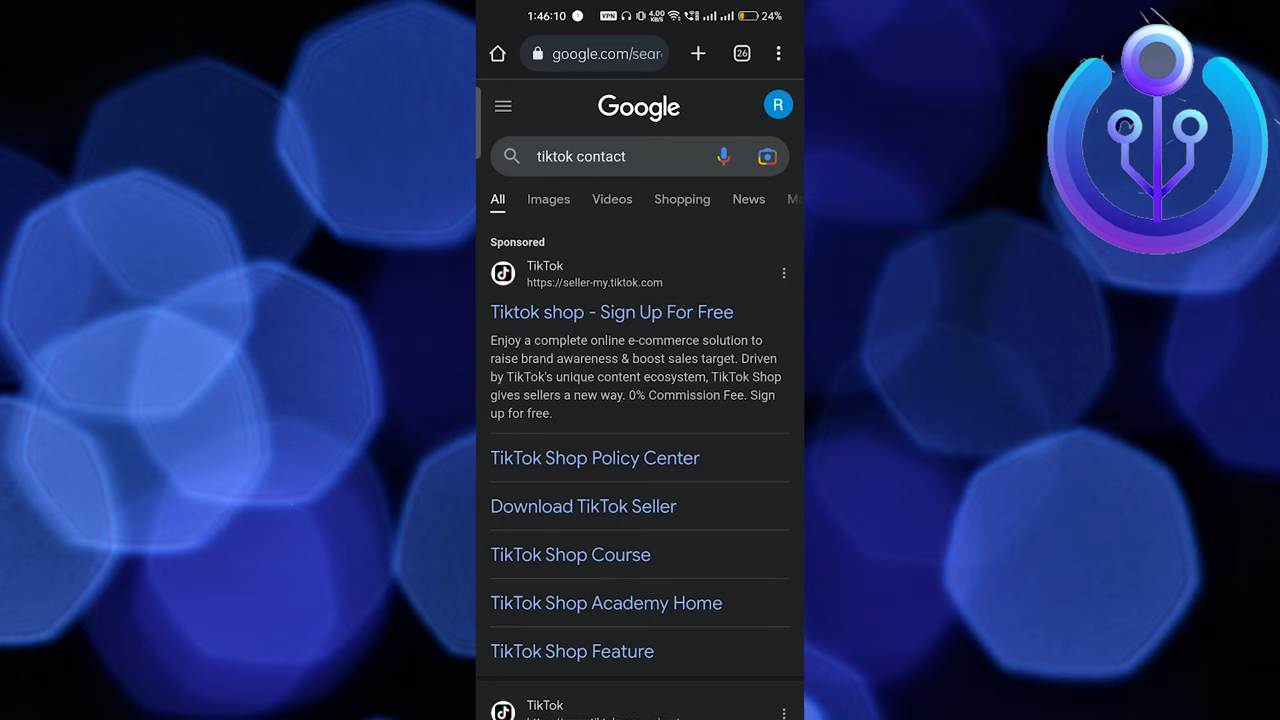 1:46:10 1 VPN 4.00 KB/S 24%
google.com/sear 26
Google R
tiktok contact
All Images Videos Shopping News
Sponsored
TikTok
https://seller-my.tiktok.com
Tiktok shop - Sign Up For Free
Enjoy a complete online e-commerce solution to
raise brand awareness & boost sales target. Driven
by TikTok's unique content ecosystem, TikTok Shop
gives sellers a new way. 0% Commission Fee. Sign
up for free.
TikTok Shop Policy Center
Download TikTok Seller
TikTok Shop Course
TikTok Shop Academy Home
TikTok Shop Feature
TikTok